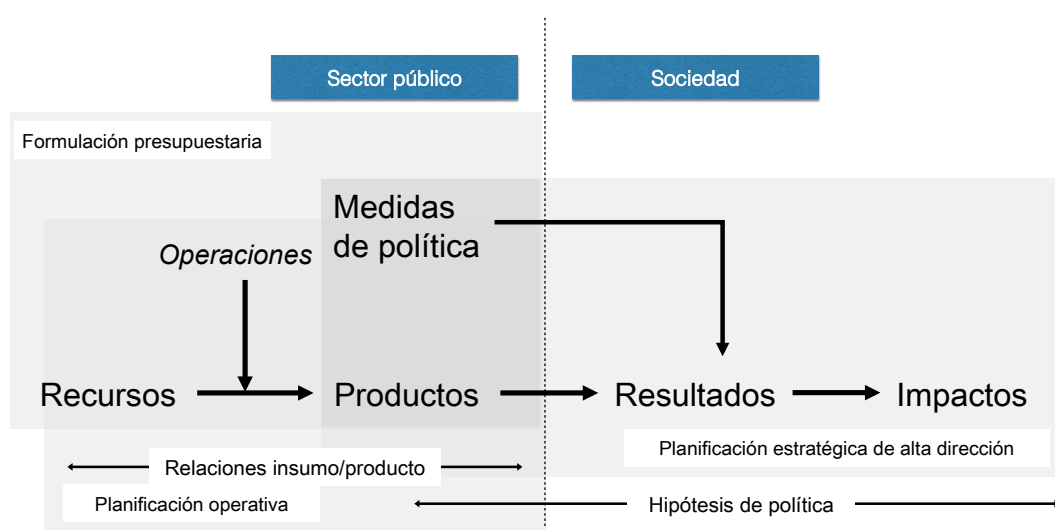 Sector público
Sociedad
Formulación presupuestaria
Medidas
de política
Operaciones
Recursos
Productos
Resultados
Impactos
Planificación estratégica de alta dirección
Relaciones insumo/producto
Planificación operativa
Hipótesis de política